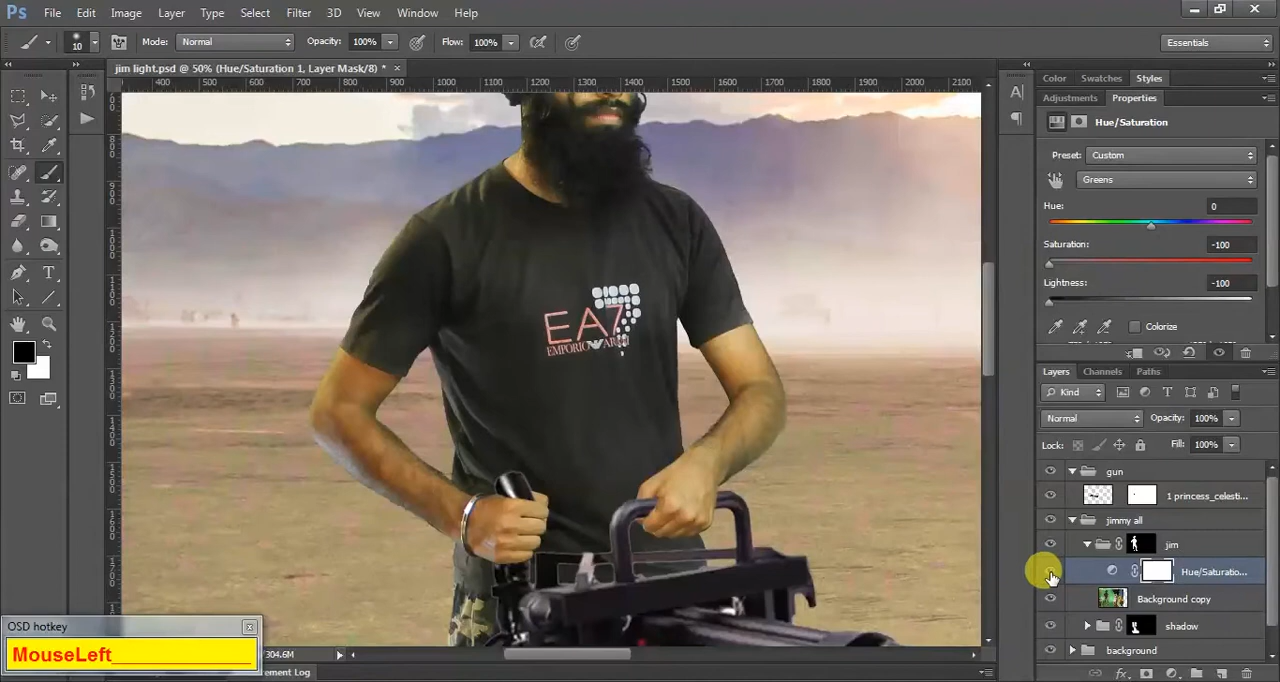 Ps File Edit Image Layer Type Select Filter 3D View Window Help
10 Mode: Normal Opacity: 100% Flow: 100% Essentials
jim light.psd @ 50% (Hue/Saturation 1, Layer Mask/8) * ×
400 500 600 700 800 900 1000 1100 1200 1300 1400 1500 1600 1700 1800 1900 2000 2100
Color Swatches Styles
Adjustments Properties
Hue/Saturation
Preset: Custom
Greens
Hue: 0
Saturation: -100
Lightness: -100
Colorize
EA7
EMPORIO
Layers Channels Paths
Kind
Normal Opacity: 100%
Lock: Fill: 100%
gun
1 princess_celesti...
jimmy all
jim
Hue/Saturatio...
Background copy
shadow
background
OSD hotkey
MouseLeft
304.6M
ement Log